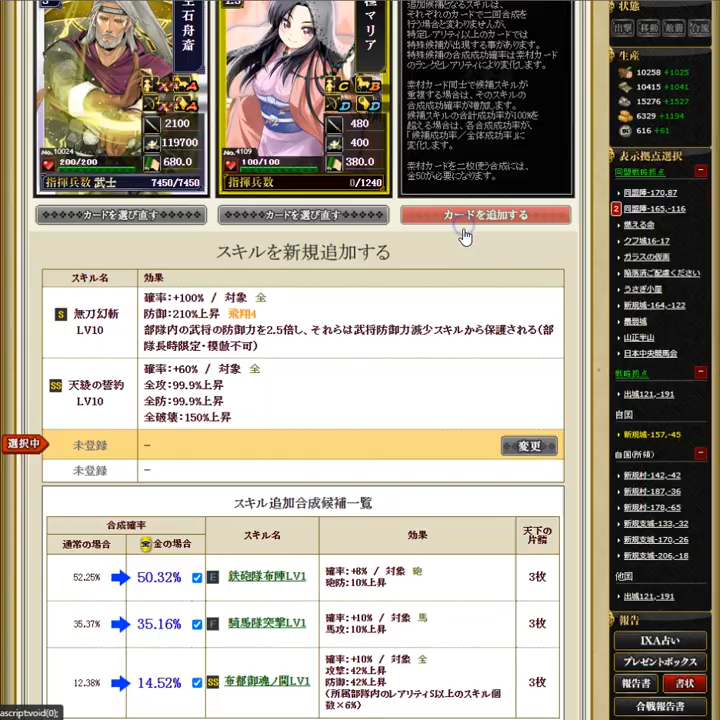 追加候補となるスキルは、
それぞれのカードで二回合成を
行う場合と変わりませんが、
特定レアリティ以上のカードでは
特殊候補が出現する事があります。
特殊候補の合成成功確率は素材カード
のランクとレアリティにより変化します。
素材カード同士で候補スキルが
重複する場合は、そのスキルの
合成成功確率が増加します。
候補スキルの合計成功率が100%を
超える場合は、各合成成功率が、
「候補成功率/全体成功率」に
変化します。
素材カードを二枚使う合成には、
金50が必要になります。
石舟斎
極マリア
2100
119700
680.0
No.10024
200/200
指揮兵数 武士 7450/7450
C B
D D
480
400
380.0
No.4109
100/100
指揮兵数 0/1240
カードを選び直す
カードを選び直す
カードを追加する
スキルを新規追加する
スキル名 効果
S 無刀幻斬
LV10
確率:+100% / 対象 全
防御:210%上昇 飛翔4
部隊内の武将の防御力を2.5倍し、それらは武将防御力減少スキルから保護される(部
隊長時限定・模倣不可)
SS 天綾の誓約
LV10
確率:+60% / 対象 全
全攻:99.9%上昇
全防:99.9%上昇
全破壊:150%上昇
選択中 未登録 - 変更
未登録 -
スキル追加合成候補一覧
合成確率 スキル名 効果 天下の
片鱗
通常の場合 金の場合
52.25% 50.32% E 鉄砲隊布陣LV1 3枚
確率:+8% / 対象 砲
砲防:10%上昇
35.37% 35.16% F 騎馬隊突撃LV1 3枚
確率:+10% / 対象 馬
馬攻:10%上昇
12.38% 14.52% SS 布都御魂ノ閃LV1 3枚
確率:+10% / 対象 全
攻撃:42%上昇
防御:42%上昇
(所属部隊内のレアリティS以上のスキル個
数×6%)
ascript:void(0);
状態
出撃 移動 敵襲 合流
生産
10258 +1025
10415 +1041
15276 +1527
6329 +1194
616 +61
表示拠点選択
同盟戦略拠点
同盟陣-170,87
2 同盟陣-165,-116
燃える命
クフ城16-17
ガラスの仮面
陥落済ご配慮ください
うさぎ小屋
新規城-164,-122
最弱城
山正半山
日本中央競馬会
戦略拠点
出城121,-191
自国
新規城-157,-45
自国(所領)
新規村-142,-42
新規村-187,-36
新規村-178,-65
新規支城-133,-32
新規支城-170,-26
新規支城-206,-18
他国
出城121,-191
報告
IXA占い
プレゼントボックス
報告書 書状
合戦報告書